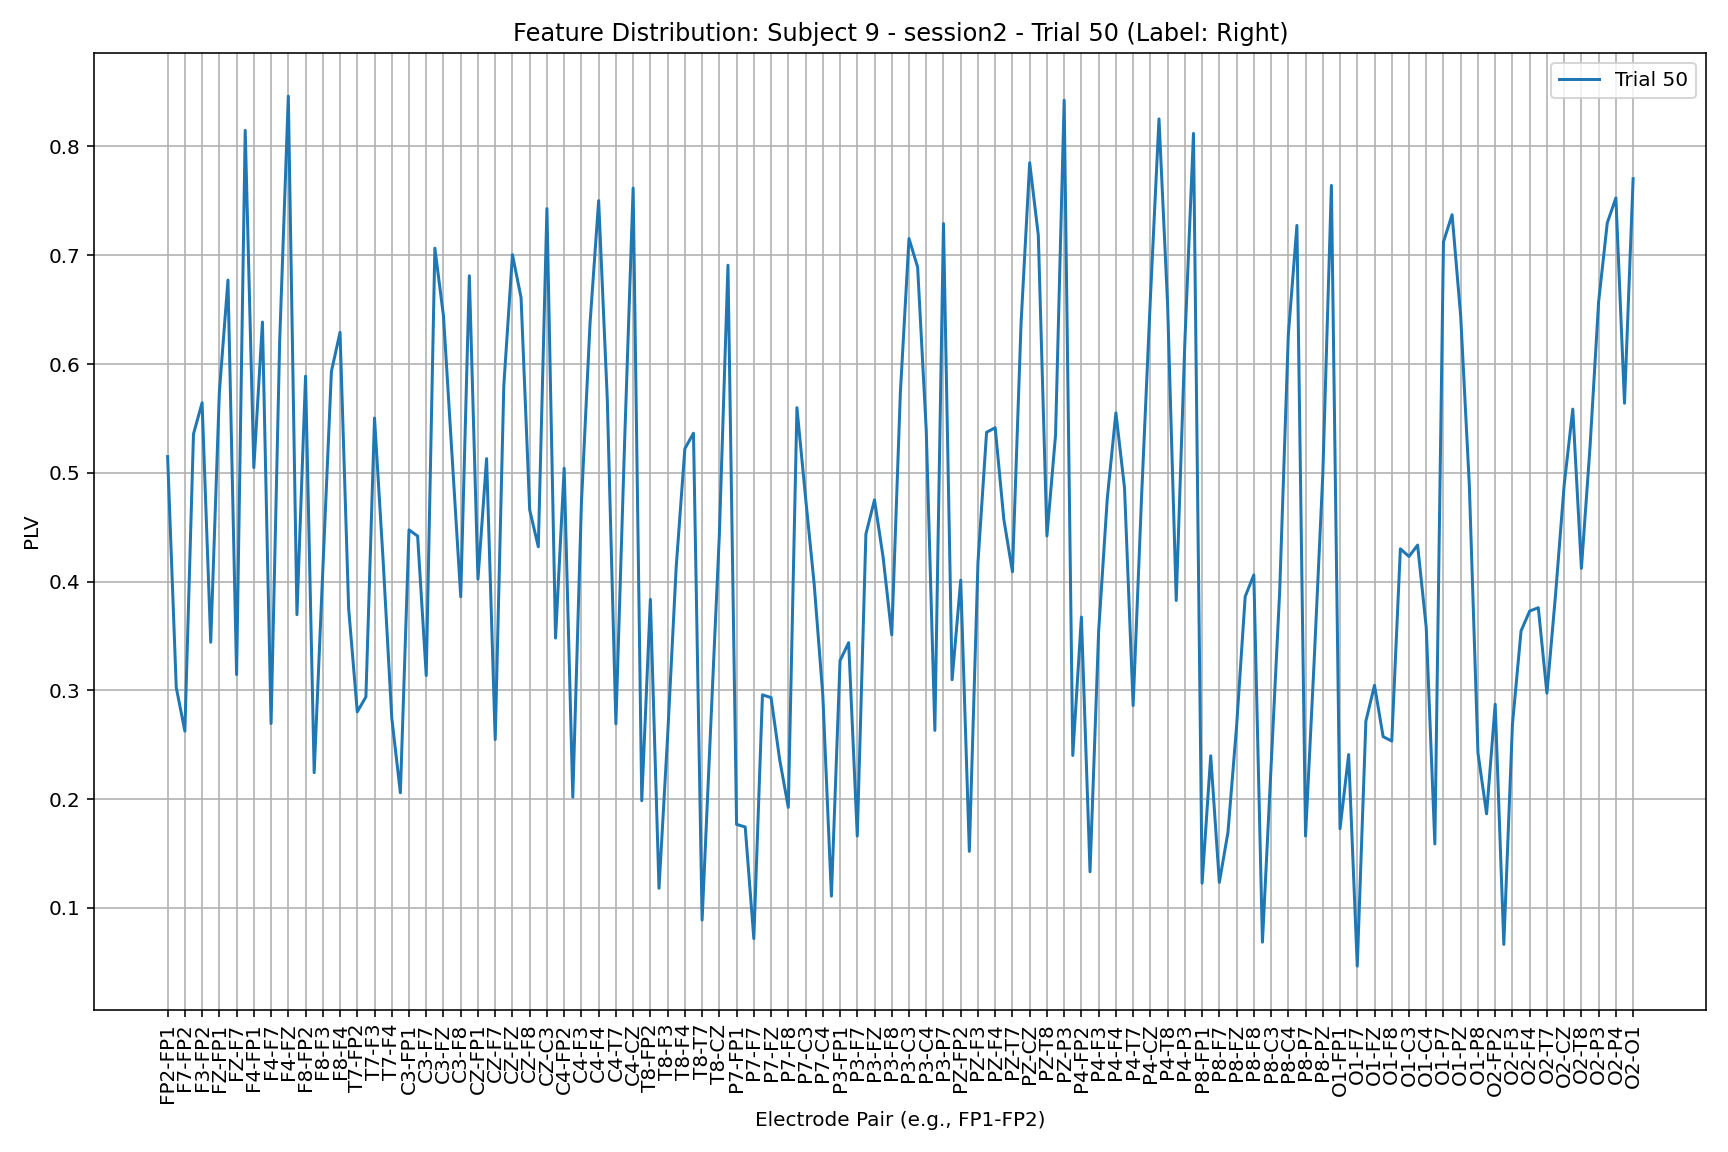 Feature Distribution: Subject 9 - session2 - Trial 50 (Label: Right)
Trial 50
PLV
0.8
0.7
0.6
0.5
0.4
0.3
0.2
0.1
FP2-FP1
F7-FP2
F3-FP2
FZ-FP1
FZ-F7
F4-FP1
F4-F7
F4-FZ
F8-FP2
F8-F3
F8-F4
T7-FP2
T7-F3
T7-F4
C3-FP1
C3-F7
C3-FZ
C3-F8
CZ-FP1
CZ-F7
CZ-FZ
CZ-F8
CZ-C3
C4-FP2
C4-F3
C4-F4
C4-T7
C4-CZ
T8-FP2
T8-F3
T8-F4
T8-T7
T8-CZ
P7-FP1
P7-F7
P7-FZ
P7-F8
P7-C3
P7-C4
P3-FP1
P3-F7
P3-FZ
P3-F8
P3-C3
P3-C4
P3-P7
PZ-FP2
PZ-F3
PZ-F4
PZ-T7
PZ-CZ
PZ-T8
PZ-P3
P4-FP2
P4-F3
P4-F4
P4-T7
P4-CZ
P4-T8
P4-P3
P8-FP1
P8-F7
P8-FZ
P8-F8
P8-C3
P8-C4
P8-P7
P8-PZ
O1-FP1
O1-F7
O1-FZ
O1-F8
O1-C3
O1-C4
O1-P7
O1-PZ
O1-P8
O2-FP2
O2-F3
O2-F4
O2-T7
O2-CZ
O2-T8
O2-P3
O2-P4
O2-O1
Electrode Pair (e.g., FP1-FP2)